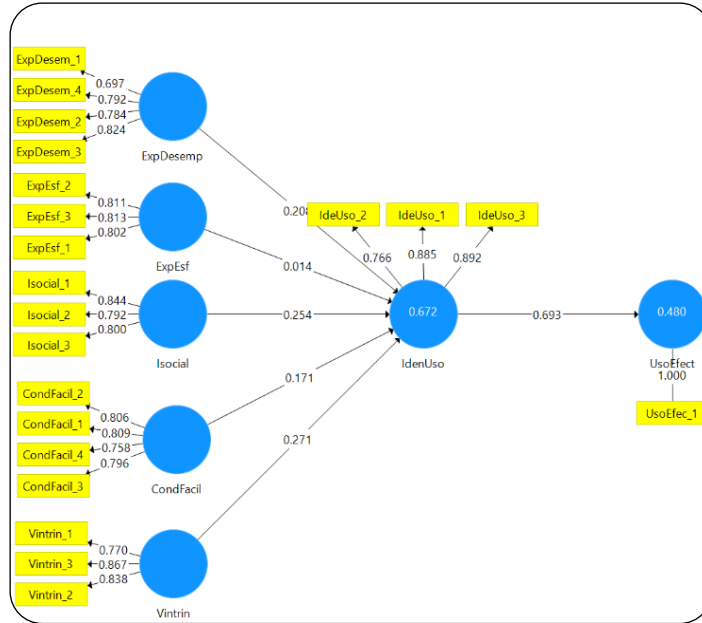 ExpDesem_1
0.697
ExpDesem_4
0.792
ExpDesem_2
0.784
ExpDesem_3
0.824
ExpDesemp
0.208
ExpEsf_2
0.811
ExpEsf_3
0.813
ExpEsf_1
0.802
ExpEsf
0.014
Isocial_1
0.844
Isocial_2
0.792
Isocial_3
0.800
Isocial
0.254
CondFacil_2
0.806
CondFacil_1
0.809
CondFacil_4
0.758
CondFacil_3
0.796
CondFacil
0.171
Vintrin_1
0.770
Vintrin_3
0.867
Vintrin_2
0.838
Vintrin
0.271
IdeUso_2
IdeUso_1
IdeUso_3
0.766
0.885
0.892
0.672
IdenUso
0.693
0.480
UsoEfect
1.000
UsoEfec_1